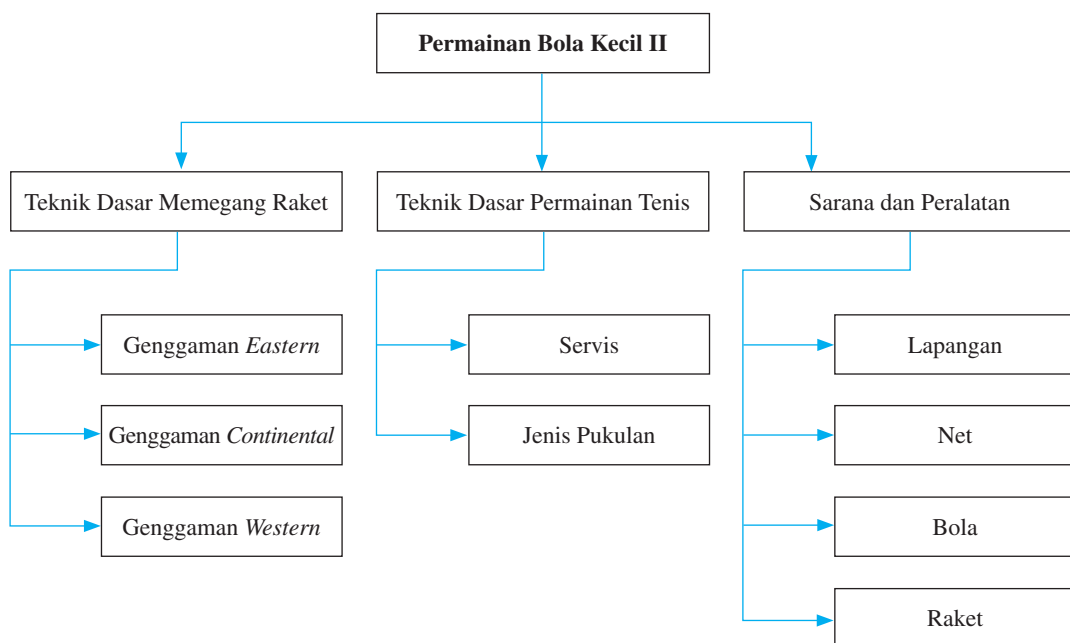 Permainan Bola Kecil II
Teknik Dasar Memegang Raket
Genggaman Eastern
Genggaman Continental
Genggaman Western
Teknik Dasar Permainan Tenis
Servis
Jenis Pukulan
Sarana dan Peralatan
Lapangan
Net
Bola
Raket